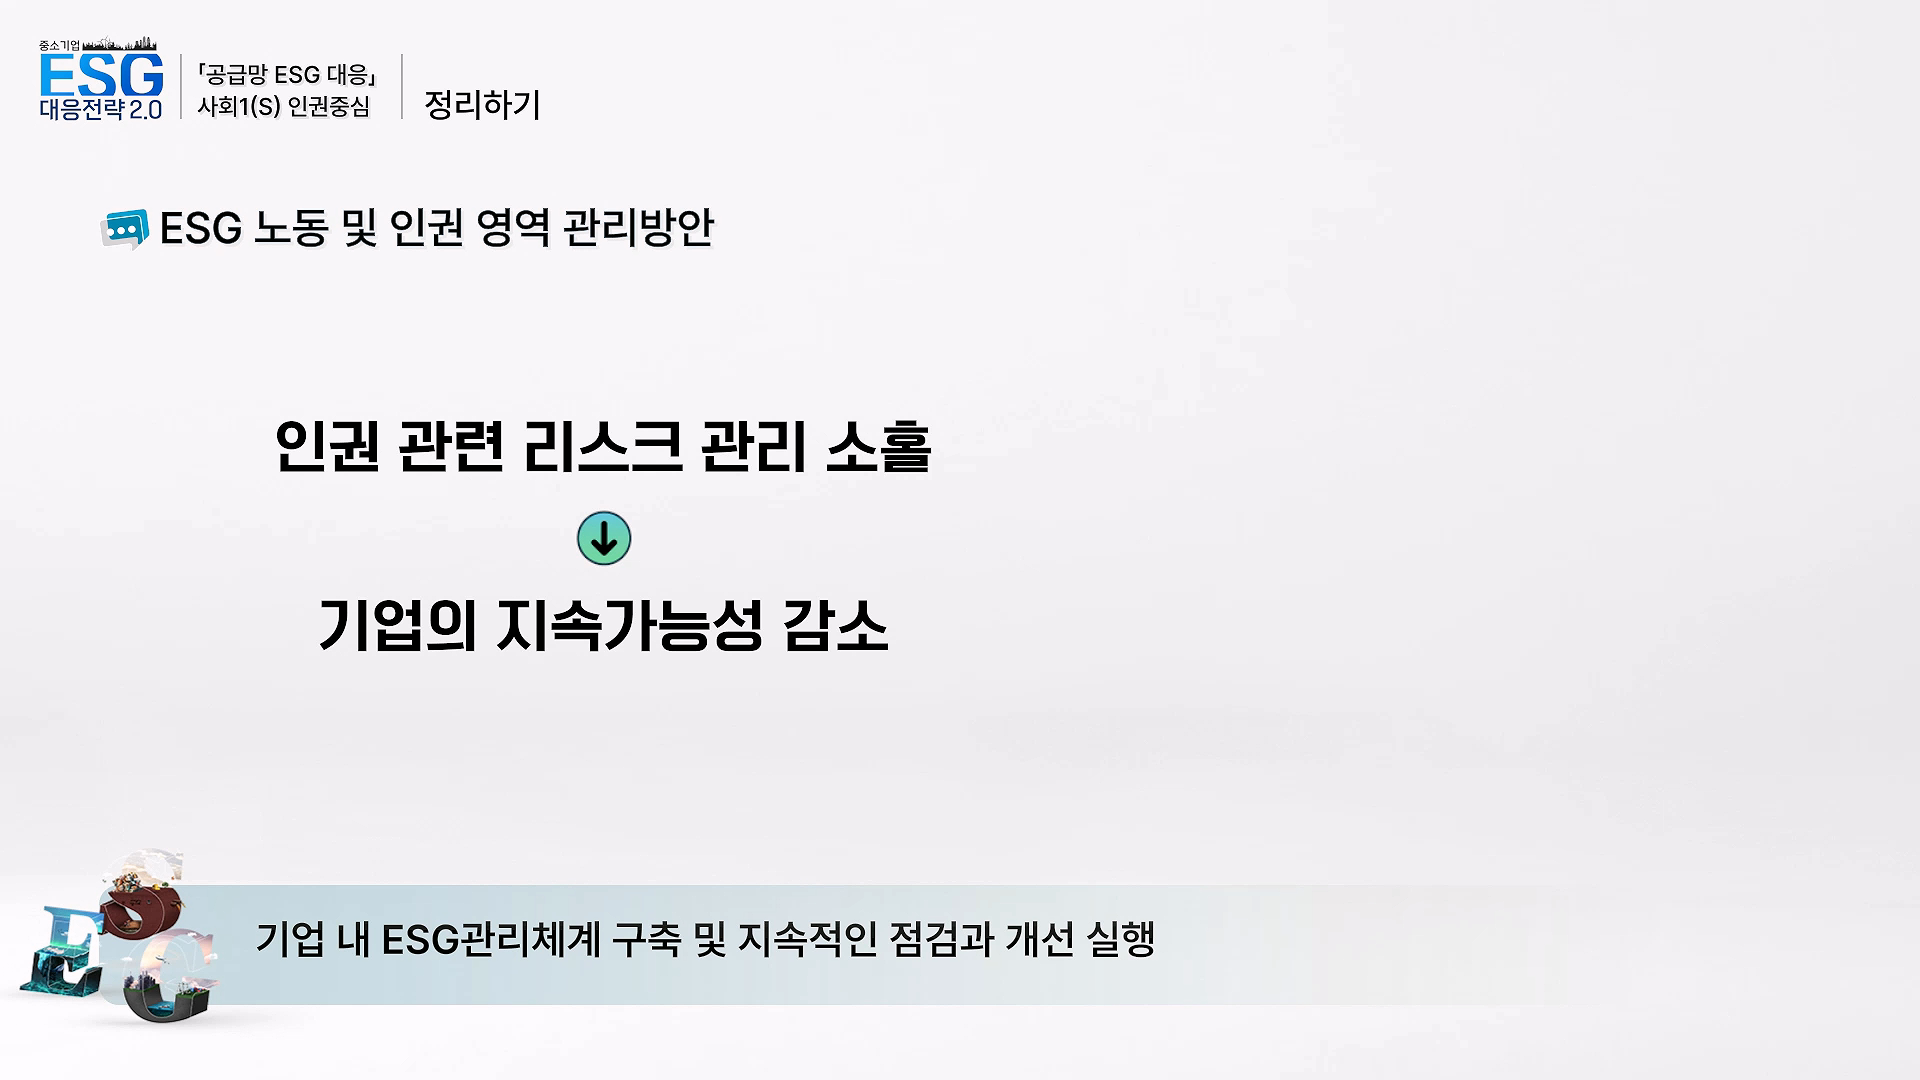 중소기업
ESG
대응전략 2.0
「공급망 ESG 대응」
사회1(S) 인권중심
정리하기
ESG 노동 및 인권 영역 관리방안
인권 관련 리스크 관리 소홀
기업의 지속가능성 감소
ESG
기업 내 ESG관리체계 구축 및 지속적인 점검과 개선 실행